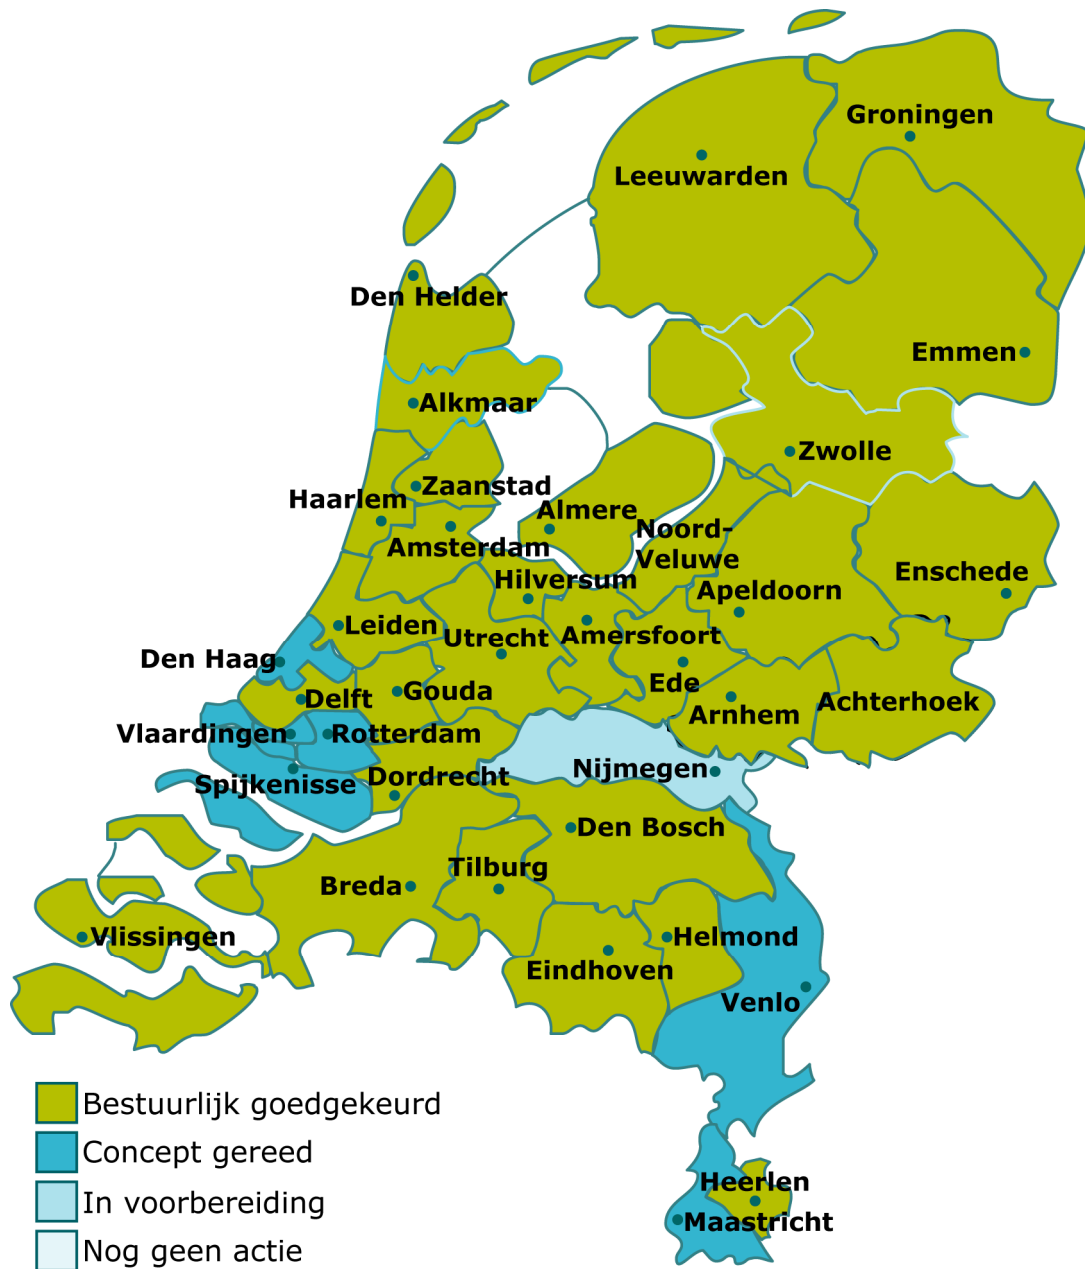 Groningen
Leeuwarden
Den Helder
Emmen
Alkmaar
Zwolle
Zaanstad
Haarlem
Almere
Noord-
Veluwe
Amsterdam
Enschede
Hilversum
Apeldoorn
Leiden
Utrecht
Amersfoort
Den Haag
Ede
Gouda
Delft
Achterhoek
Arnhem
Vlaardingen
Rotterdam
Nijmegen
Dordrecht
Spijkenisse
Den Bosch
Tilburg
Breda
Vlissingen
Helmond
Eindhoven
Venlo
Bestuurlijk goedgekeurd
Concept gereed
Heerlen
In voorbereiding
Maastricht
Nog geen actie